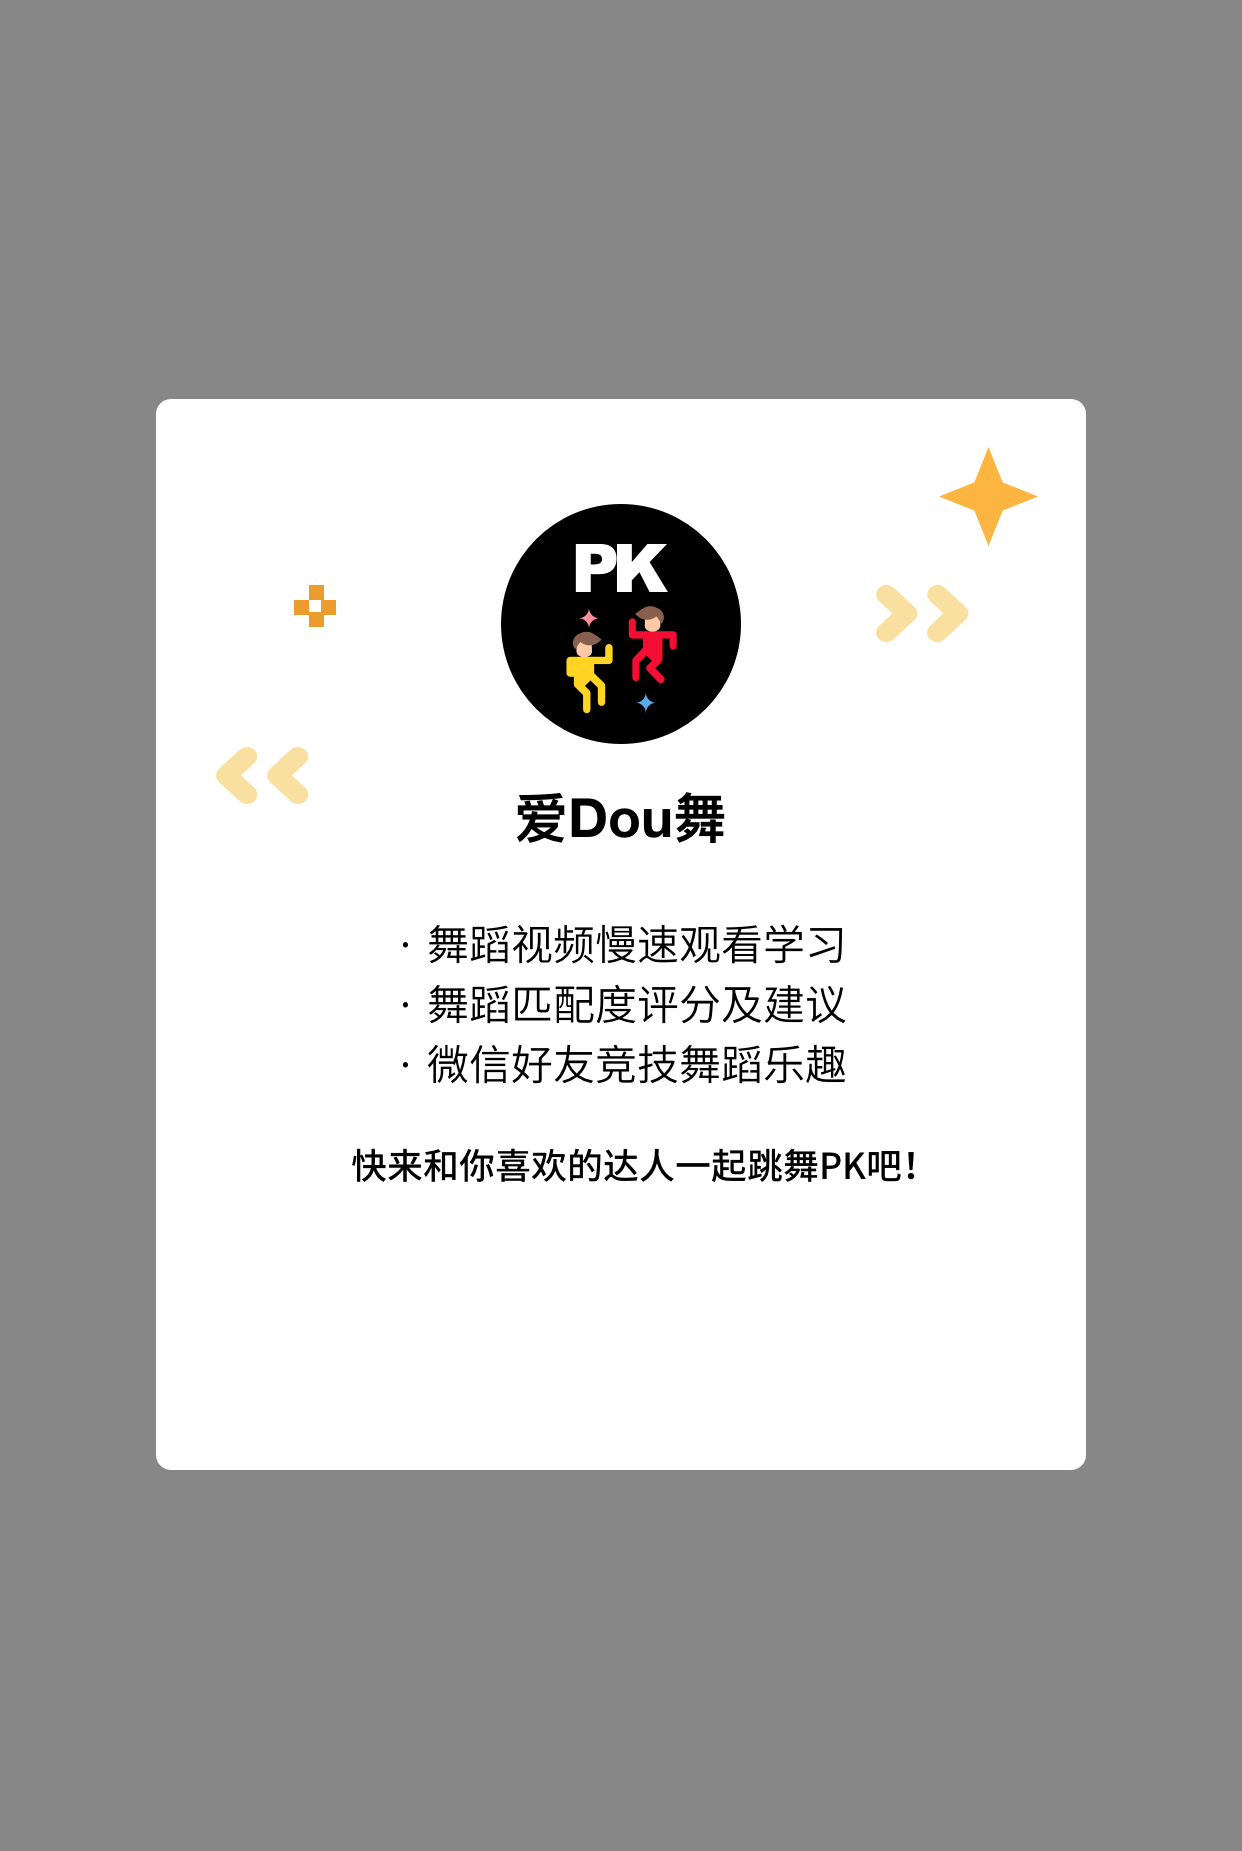 PK
爱Dou舞
· 舞蹈视频慢速观看学习
· 舞蹈匹配度评分及建议
· 微信好友竞技舞蹈乐趣
快来和你喜欢的达人一起跳舞PK吧！